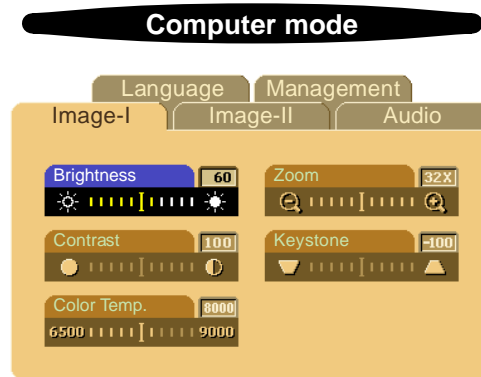 Computer mode
Language Management
Image-I Image-II Audio
Brightness 60
Zoom 32X
Contrast 100
Keystone -100
Color Temp. 8000
6500 9000